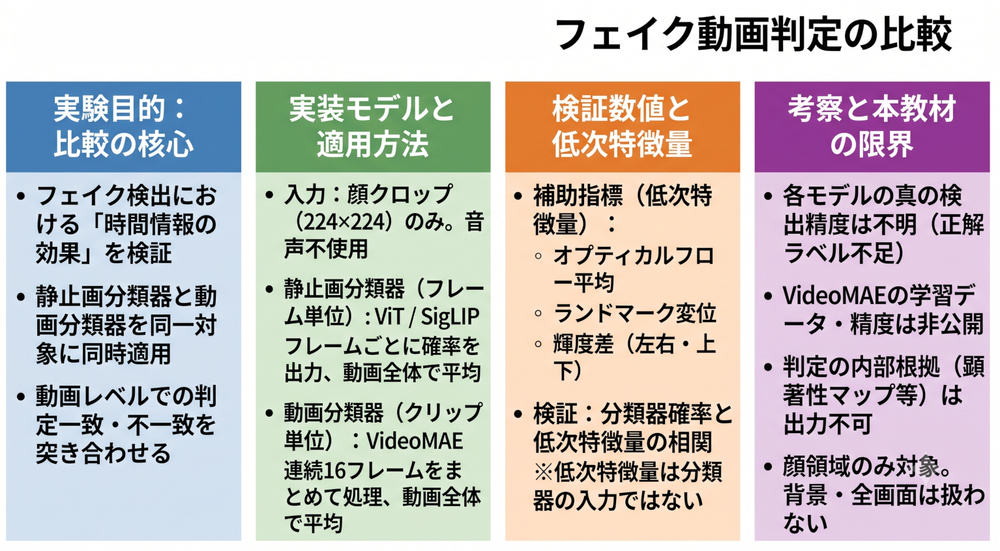 フェイク動画判定の比較
実験目的：
比較の核心
• フェイク検出にお
ける「時間情報の
効果」を検証
• 静止画分類器と動
画分類器を同一対
象に同時適用
• 動画レベルでの判
定一致・不一致を
突き合わせる
実装モデルと
適用方法
• 入力：顔クロップ
（224×224）のみ。音
声不使用
• 静止画分類器（フレー
ム単位）: ViT / SigLIP
フレームごとに確率を
出力、動画全体で平均
• 動画分類器（クリップ
単位）：VideoMAE
連続16フレームをま
とめて処理、動画全体
で平均
検証数値と
低次特徴量
• 補助指標（低次特
徴量）：
○ オプティカルフロ
ー平均
○ ランドマーク変位
○ 輝度差（左右・上
下）
• 検証：分類器確率と
低次特徴量の相関
※低次特徴量は分類
器の入力ではない
考察と本教材
の限界
• 各モデルの真の検
出精度は不明（正解
ラベル不足）
• VideoMAEの学習デ
ータ・精度は非公開
• 判定の内部根拠（顕
著性マップ等）は
出力不可
• 顔領域のみ対象。
背景・全画面は扱わ
ない